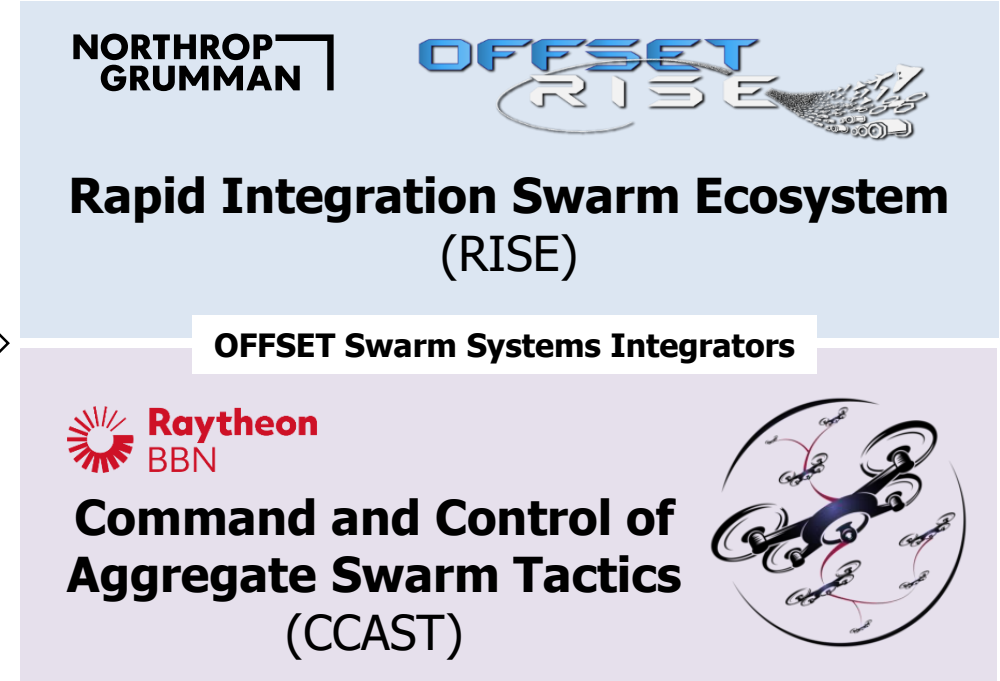 NORTHROP
GRUMMAN
OFFSET
RISE
Rapid Integration Swarm Ecosystem
(RISE)
OFFSET Swarm Systems Integrators
Raytheon
BBN
Command and Control of
Aggregate Swarm Tactics
(CCAST)